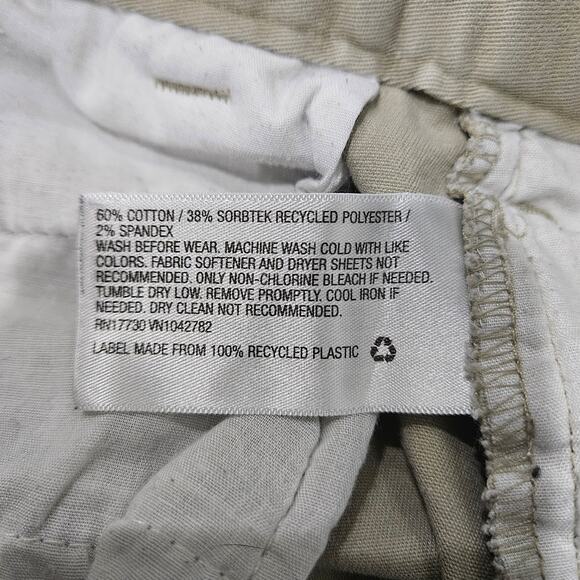 60% COTTON / 38% SORBTEK RECYCLED POLYESTER /
2% SPANDEX
WASH BEFORE WEAR. MACHINE WASH COLD WITH LIKE
COLORS. FABRIC SOFTENER AND DRYER SHEETS NOT
RECOMMENDED. ONLY NON-CHLORINE BLEACH IF NEEDED.
TUMBLE DRY LOW. REMOVE PROMPTLY. COOL IRON IF
NEEDED. DRY CLEAN NOT RECOMMENDED.
RN17730 VN1042782
LABEL MADE FROM 100% RECYCLED PLASTIC